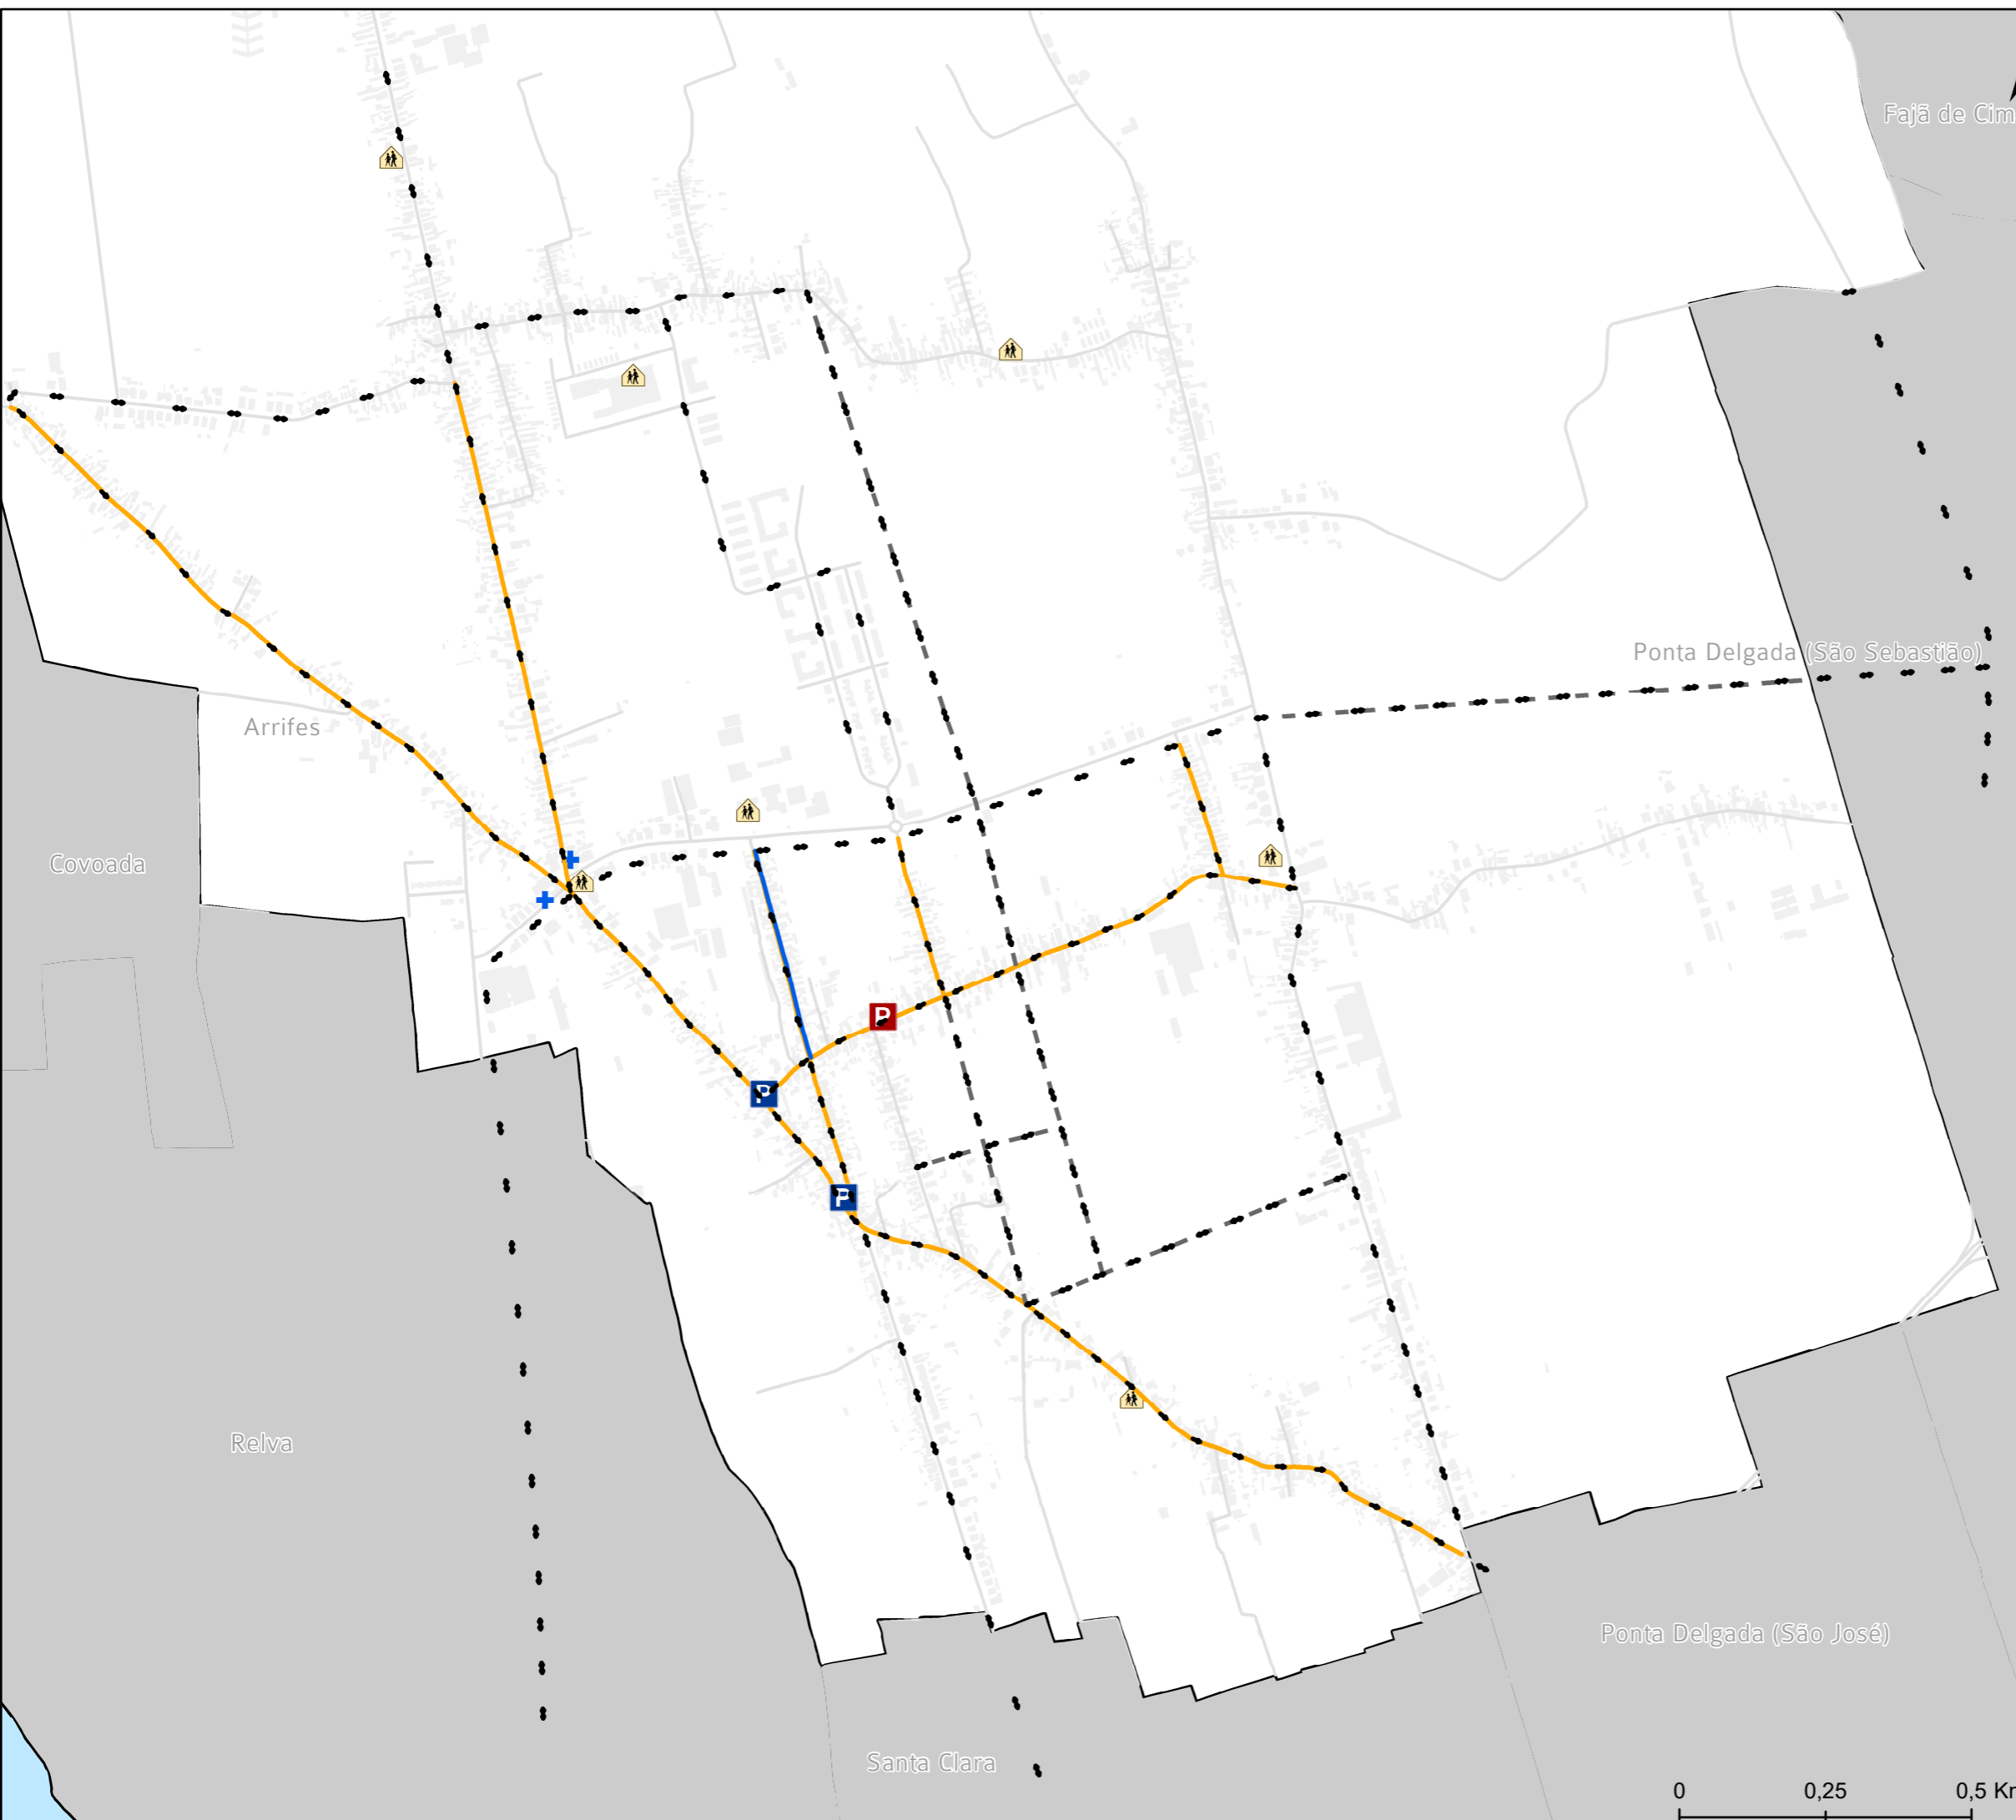 Fajã de Cim
Ponta Delgada (São Sebastião)
Arrifes
Covoada
P
P
P
Relva
Ponta Delgada (São José)
Santa Clara
0 0,25 0,5 K